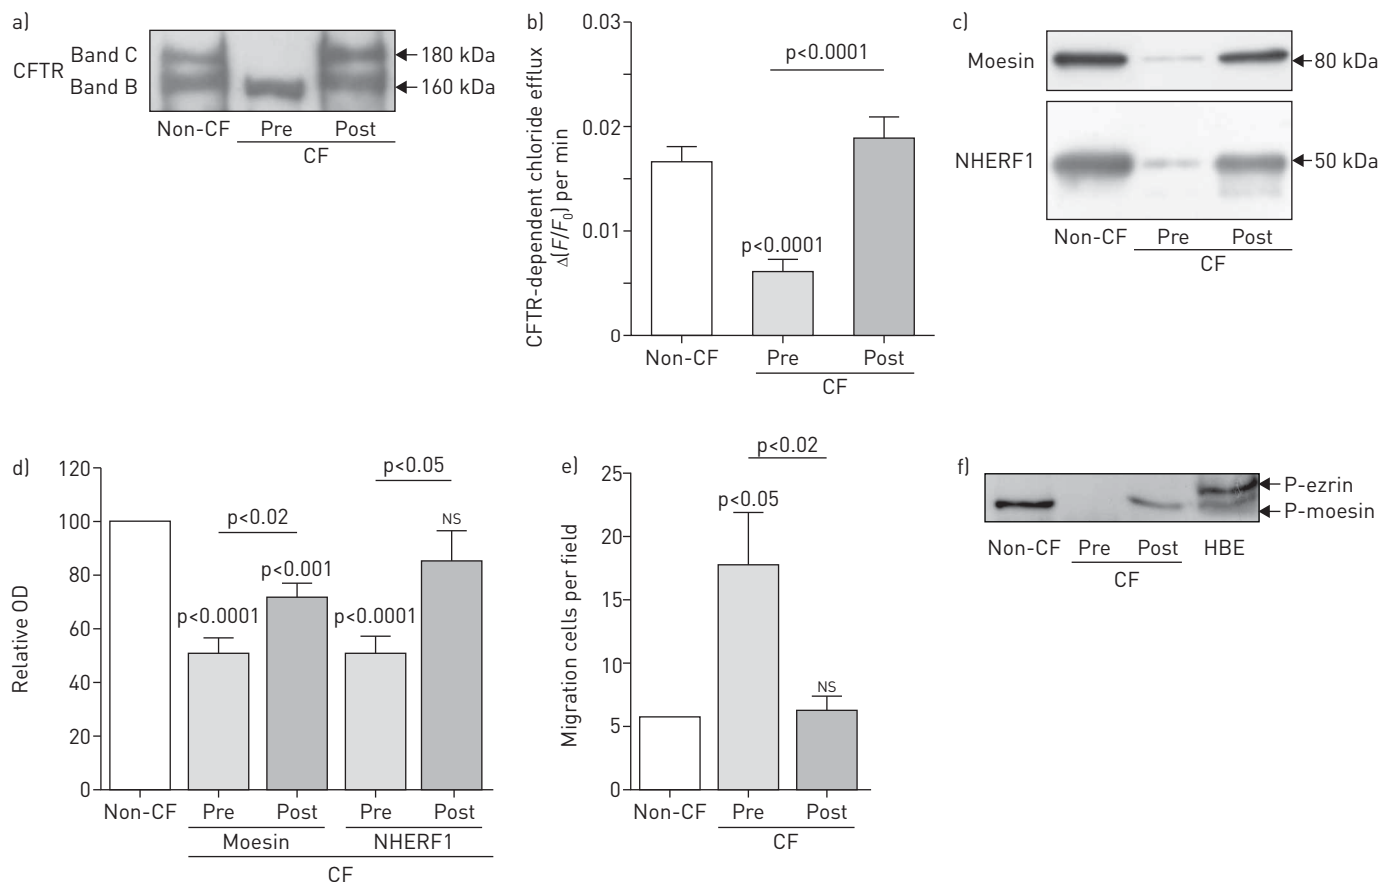 a)
CFTR
Band C
Band B
180 kDa
160 kDa
Non-CF Pre Post
CF
b)
CFTR-dependent chloride efflux
Δ(F/F0) per min
0.03
0.02
0.01
0
p<0.0001
p<0.0001
Non-CF Pre Post
CF
c)
Moesin
80 kDa
NHERF1
50 kDa
Non-CF Pre Post
CF
d)
Relative OD
120
100
80
60
40
20
0
p<0.05
p<0.02
NS
p<0.001
p<0.0001 p<0.0001
Non-CF Pre Post Pre Post
Moesin NHERF1
CF
e)
Migration cells per field
25
20
15
10
5
0
p<0.02
p<0.05
NS
Non-CF Pre Post
CF
f)
P-ezrin
P-moesin
Non-CF Pre Post HBE
CF